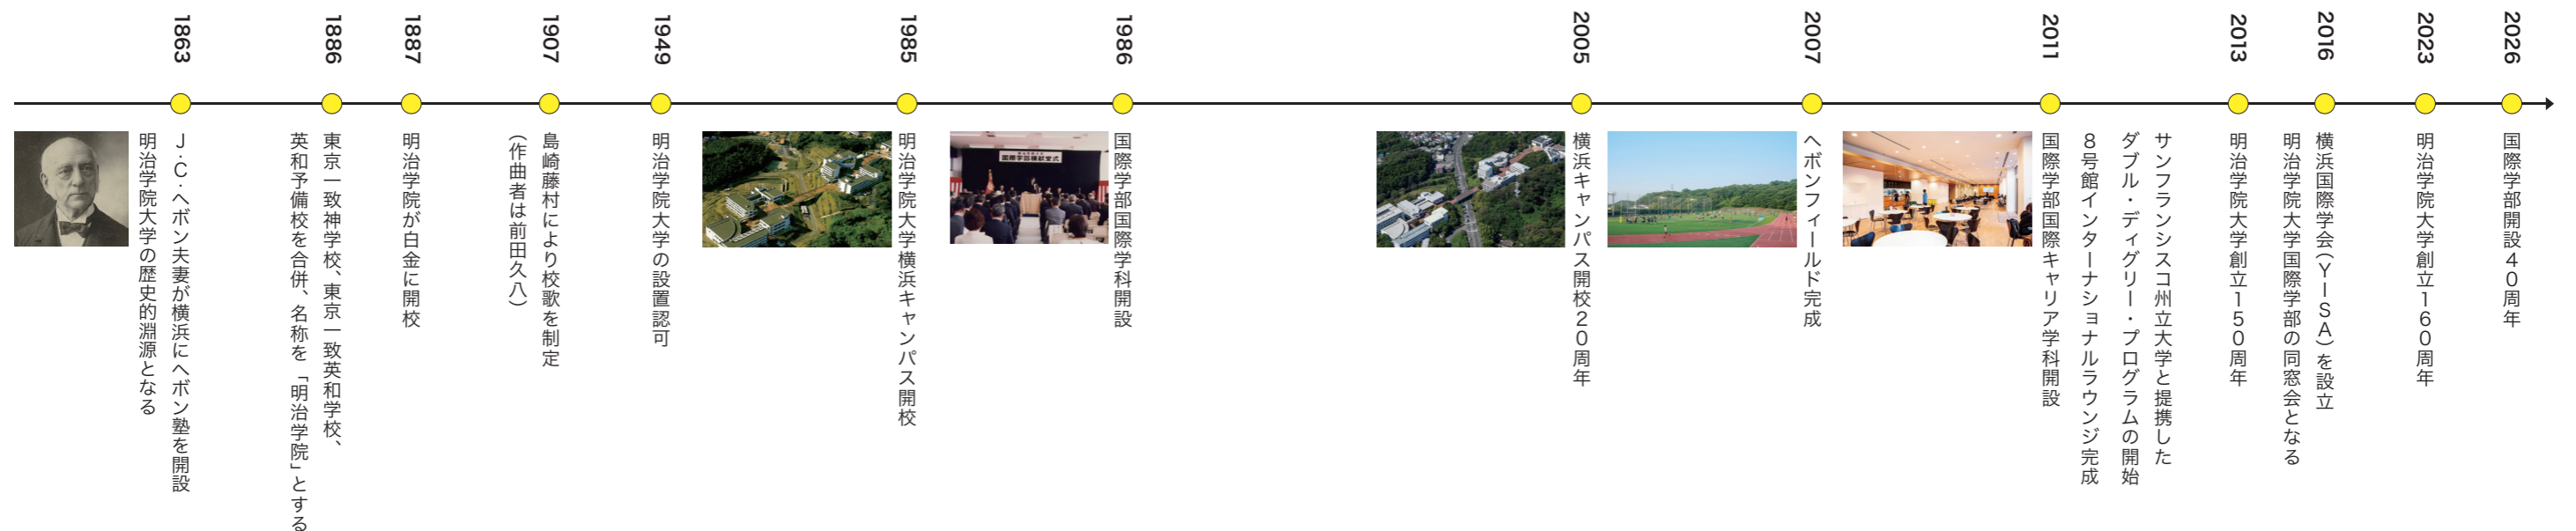 1863
J・C・ヘボン夫妻が横浜にヘボン塾を開設
明治学院大学の歴史的淵源となる
1886
東京一致神学校、東京一致英和学校、
英和予備校を合併、名称を「明治学院」とする
1887
明治学院が白金に開校
1907
島崎藤村により校歌を制定
（作曲者は前田久八）
1949
明治学院大学の設置認可
1985
明治学院大学横浜キャンパス開校
1986
国際学部国際学科開設
2005
横浜キャンパス開校20周年
2007
ヘボンフィールド完成
2011
国際学部国際キャリア学科開設
8号館インターナショナルラウンジ完成
サンフランシスコ州立大学と提携した
ダブル・ディグリー・プログラムの開始
2013
明治学院大学創立150周年
2016
横浜国際学会（YISA）を設立
明治学院大学国際学部の同窓会となる
2023
明治学院大学創立160周年
2026
国際学部開設40周年